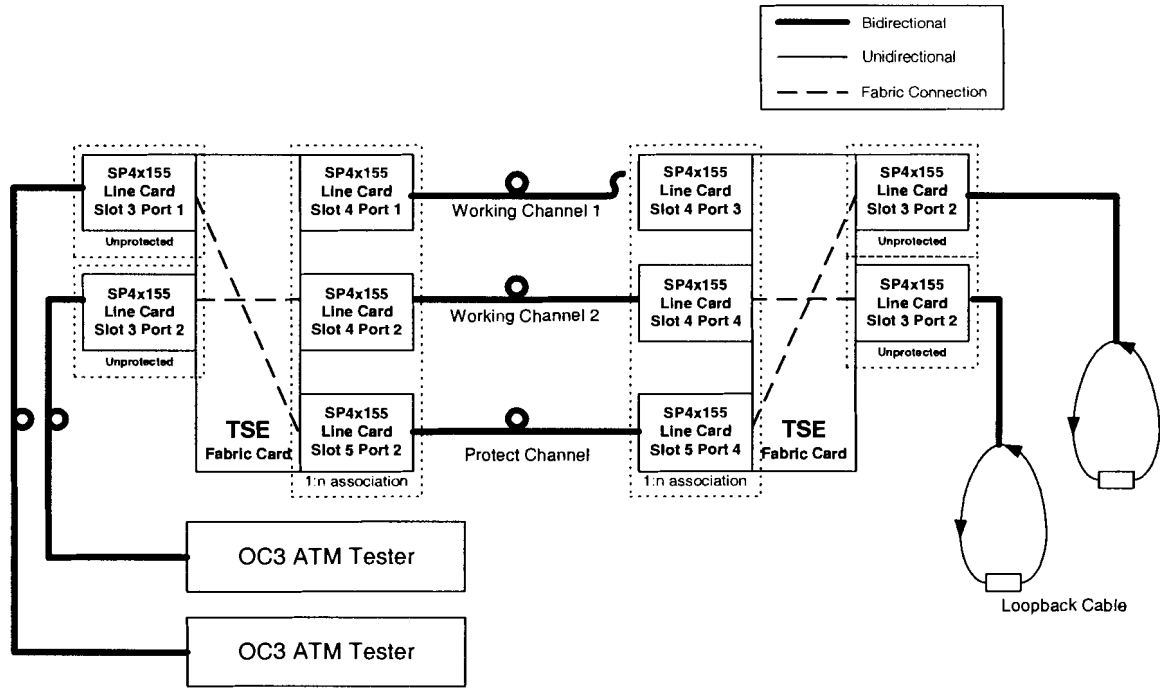 Bidirectional
Unidirectional
Fabric Connection
SP4x155
Line Card
Slot 3 Port 1
Unprotected
SP4x155
Line Card
Slot 3 Port 2
Unprotected
TSE
Fabric Card
SP4x155
Line Card
Slot 4 Port 1
SP4x155
Line Card
Slot 4 Port 2
SP4x155
Line Card
Slot 5 Port 2
1:n association
Working Channel 1
Working Channel 2
Protect Channel
SP4x155
Line Card
Slot 4 Port 3
SP4x155
Line Card
Slot 4 Port 4
SP4x155
Line Card
Slot 5 Port 4
1:n association
TSE
Fabric Card
SP4x155
Line Card
Slot 3 Port 2
Unprotected
SP4x155
Line Card
Slot 3 Port 2
Unprotected
OC3 ATM Tester
OC3 ATM Tester
Loopback Cable